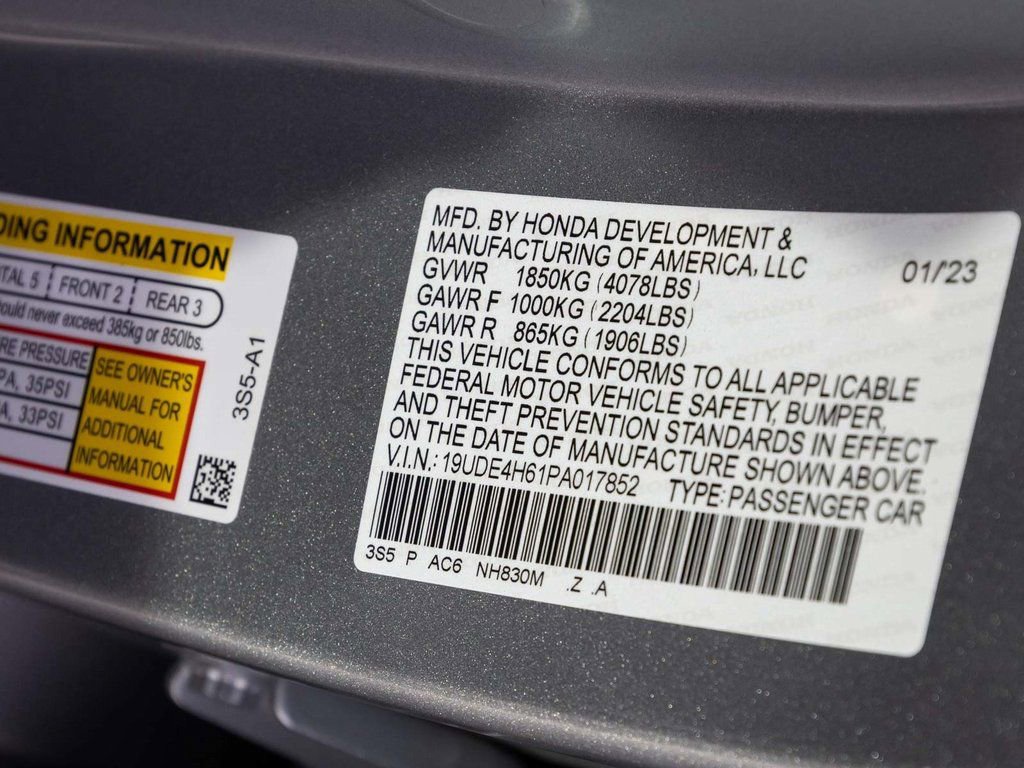 DING INFORMATION
TAL 5 FRONT 2 REAR 3
ould never exceed 385kg or 850lbs.
RE PRESSURE
PA, 35PSI
A, 33PSI
SEE OWNER'S
MANUAL FOR
ADDITIONAL
INFORMATION
3S5-A1
MFD. BY HONDA DEVELOPMENT &
MANUFACTURING OF AMERICA, LLC
GVWR 1850KG (4078LBS) 01/'23
GAWR F 1000KG (2204LBS)
GAWR R 865KG (1906LBS)
THIS VEHICLE CONFORMS TO ALL APPLICABLE
FEDERAL MOTOR VEHICLE SAFETY, BUMPER,
AND THEFT PREVENTION STANDARDS IN EFFECT
ON THE DATE OF MANUFACTURE SHOWN ABOVE.
V.I.N.: 19UDE4H61PA017852 TYPE: PASSENGER CAR
3S5 P AC6 NH830M .Z .A